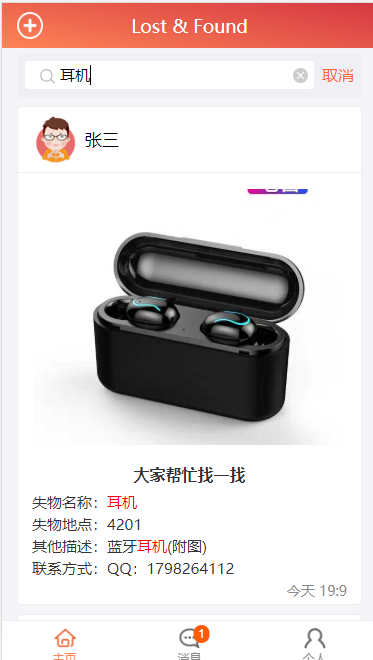 Lost & Found
耳机
取消
张三
大家帮忙找一找
失物名称：耳机
失物地点：4201
其他描述：蓝牙耳机(附图)
联系方式：QQ：1798264112
今天 19:9
1
主页
消息
个人